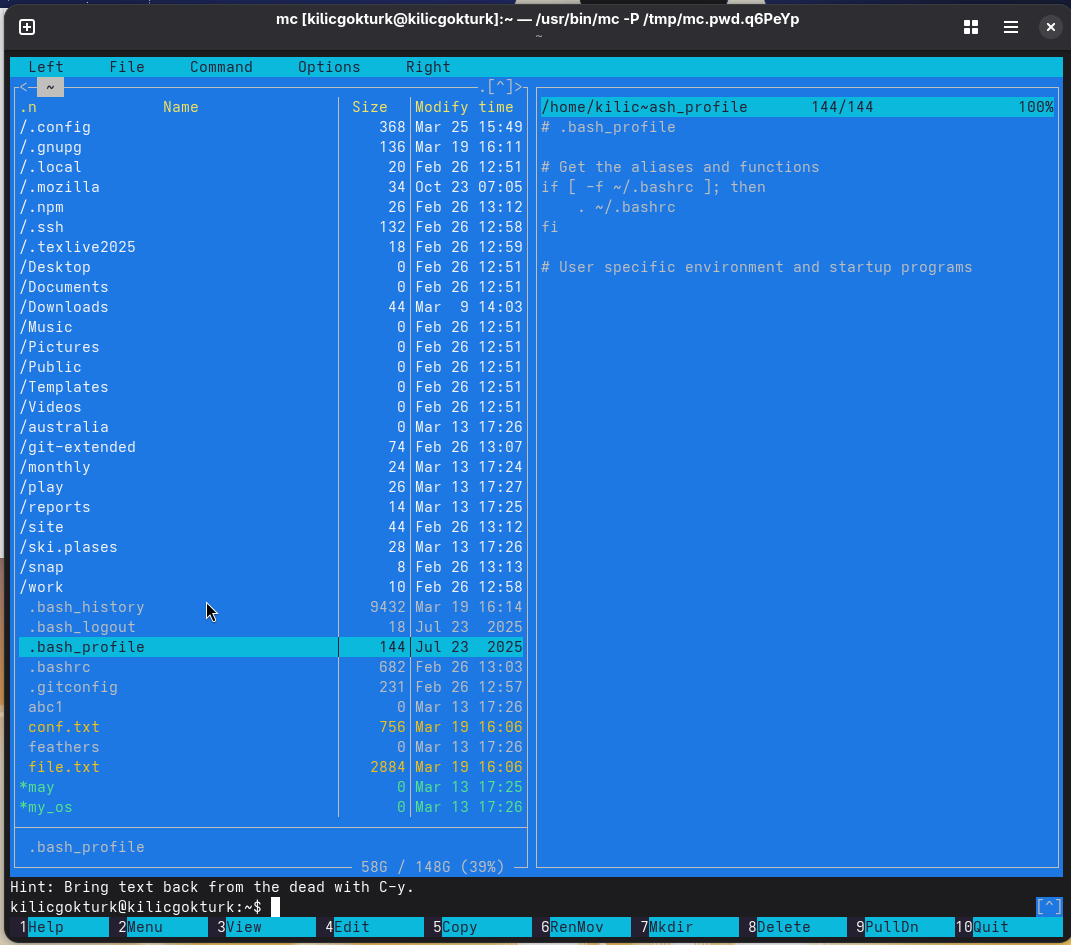 mc [kilicgokturk@kilicgokturk]:~ — /usr/bin/mc -P /tmp/mc.pwd.q6PeYp
~
Left File Command Options Right
<- ~ .[^]>
.n Name Size Modify time
/.config 368 Mar 25 15:49
/.gnupg 136 Mar 19 16:11
/.local 20 Feb 26 12:51
/.mozilla 34 Oct 23 07:05
/.npm 26 Feb 26 13:12
/.ssh 132 Feb 26 12:58
/.texlive2025 18 Feb 26 12:59
/Desktop 0 Feb 26 12:51
/Documents 0 Feb 26 12:51
/Downloads 44 Mar 9 14:03
/Music 0 Feb 26 12:51
/Pictures 0 Feb 26 12:51
/Public 0 Feb 26 12:51
/Templates 0 Feb 26 12:51
/Videos 0 Feb 26 12:51
/australia 0 Mar 13 17:26
/git-extended 74 Feb 26 13:07
/monthly 24 Mar 13 17:24
/play 26 Mar 13 17:27
/reports 14 Mar 13 17:25
/site 44 Feb 26 13:12
/ski.plases 28 Mar 13 17:26
/snap 8 Feb 26 13:13
/work 10 Feb 26 12:58
.bash_history 9432 Mar 19 16:14
.bash_logout 18 Jul 23 2025
.bash_profile 144 Jul 23 2025
.bashrc 682 Feb 26 13:03
.gitconfig 231 Feb 26 12:57
abc1 0 Mar 13 17:26
conf.txt 756 Mar 19 16:06
feathers 0 Mar 13 17:26
file.txt 2884 Mar 19 16:06
*may 0 Mar 13 17:25
*my_os 0 Mar 13 17:26
.bash_profile
58G / 148G (39%)
/home/kilic~ash_profile 144/144 100%
# .bash_profile
# Get the aliases and functions
if [ -f ~/.bashrc ]; then
. ~/.bashrc
fi
# User specific environment and startup programs
Hint: Bring text back from the dead with C-y.
kilicgokturk@kilicgokturk:~$ [^]
1Help 2Menu 3View 4Edit 5Copy 6RenMov 7Mkdir 8Delete 9PullDn 10Quit